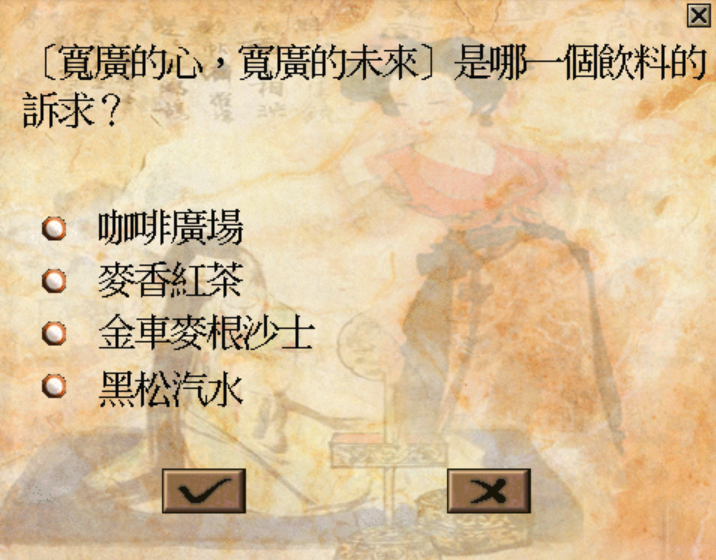 〔寬廣的心，寬廣的未來〕是哪一個飲料的
訴求？
咖啡廣場
麥香紅茶
金車麥根沙士
黑松汽水